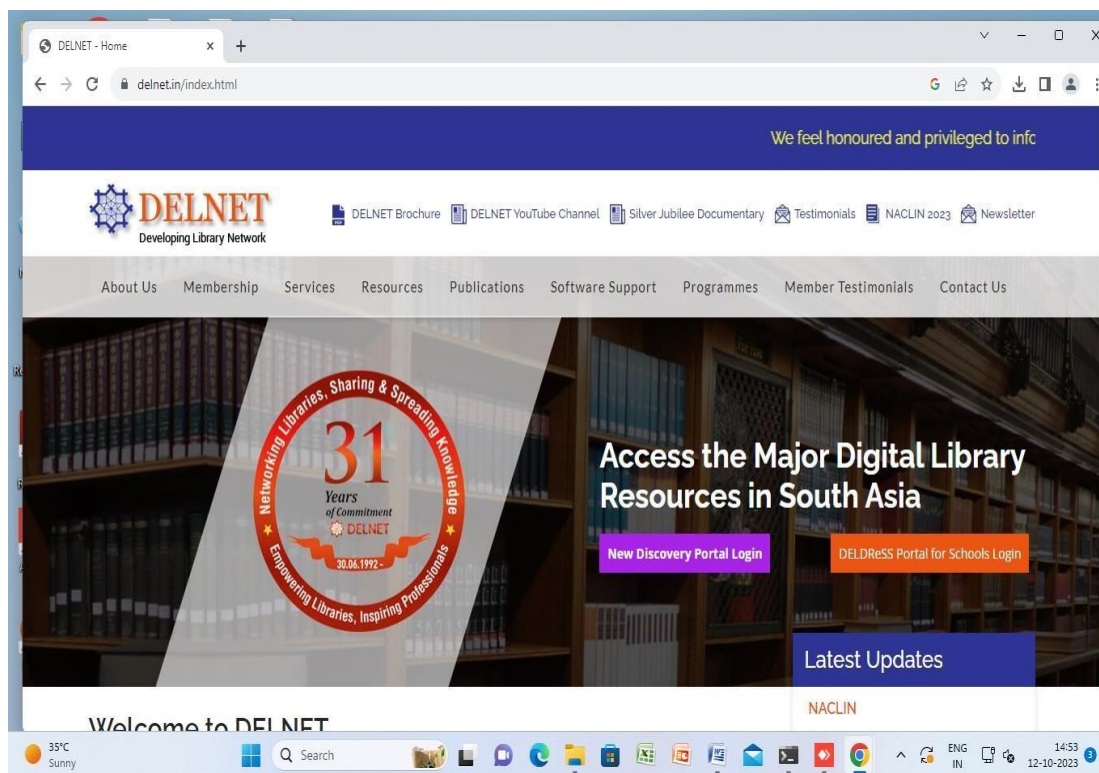 DELNET - Home
delnet.in/index.html
We feel honoured and privileged to
DELNET
Developing Library Network
DELNET Brochure
DELNET YouTube Channel
Silver Jubilee Documentary
Testimonials
NACLIN 2023
Newsletter
About Us Membership Services Resources Publications Software Support Programmes Member Testimonials Contact Us
Networking Libraries, Sharing & Spreading Knowledge
31
Years
of Commitment
DELNET
30.06.1992 -
Empowering Libraries, Inspiring Professionals
Access the Major Digital Library
Resources in South Asia
New Discovery Portal Login
DELDReSS Portal for Schools Login
Latest Updates
NACLIN
Welcome to DELNET
35°C
Sunny
Search
ENG
IN
14:53
12-10-2023
3